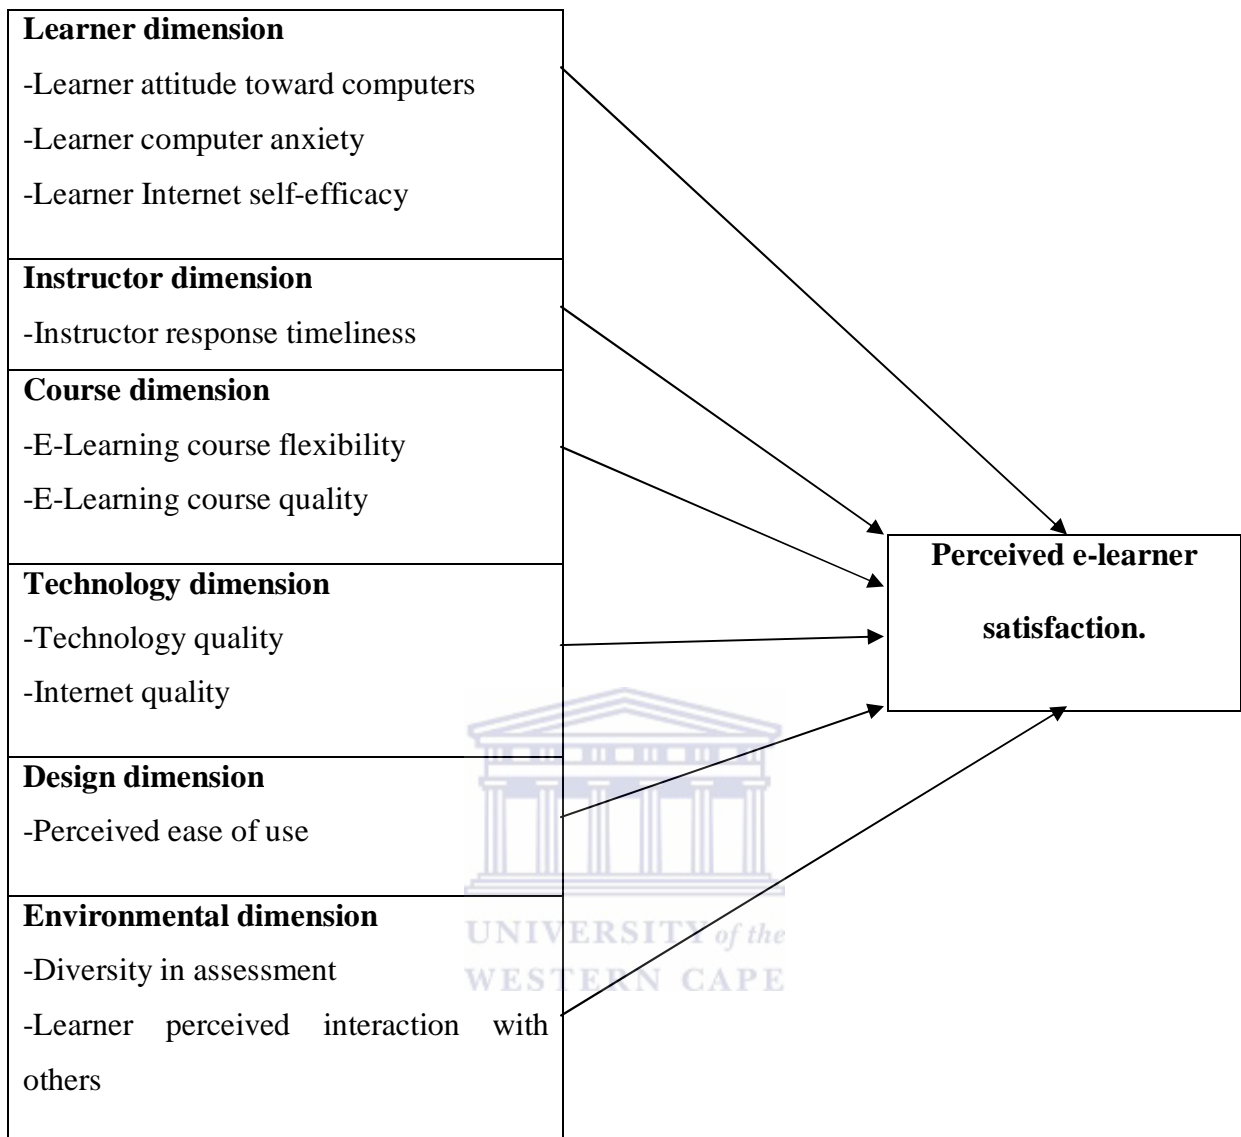 Learner dimension
-Learner attitude toward computers
-Learner computer anxiety
-Learner Internet self-efficacy
Instructor dimension
-Instructor response timeliness
Course dimension
-E-Learning course flexibility
-E-Learning course quality
Technology dimension
-Technology quality
-Internet quality
Design dimension
-Perceived ease of use
Environmental dimension
-Diversity in assessment
-Learner perceived interaction with
others
Perceived e-learner
satisfaction.
UNIVERSITY of the
WESTERN CAPE